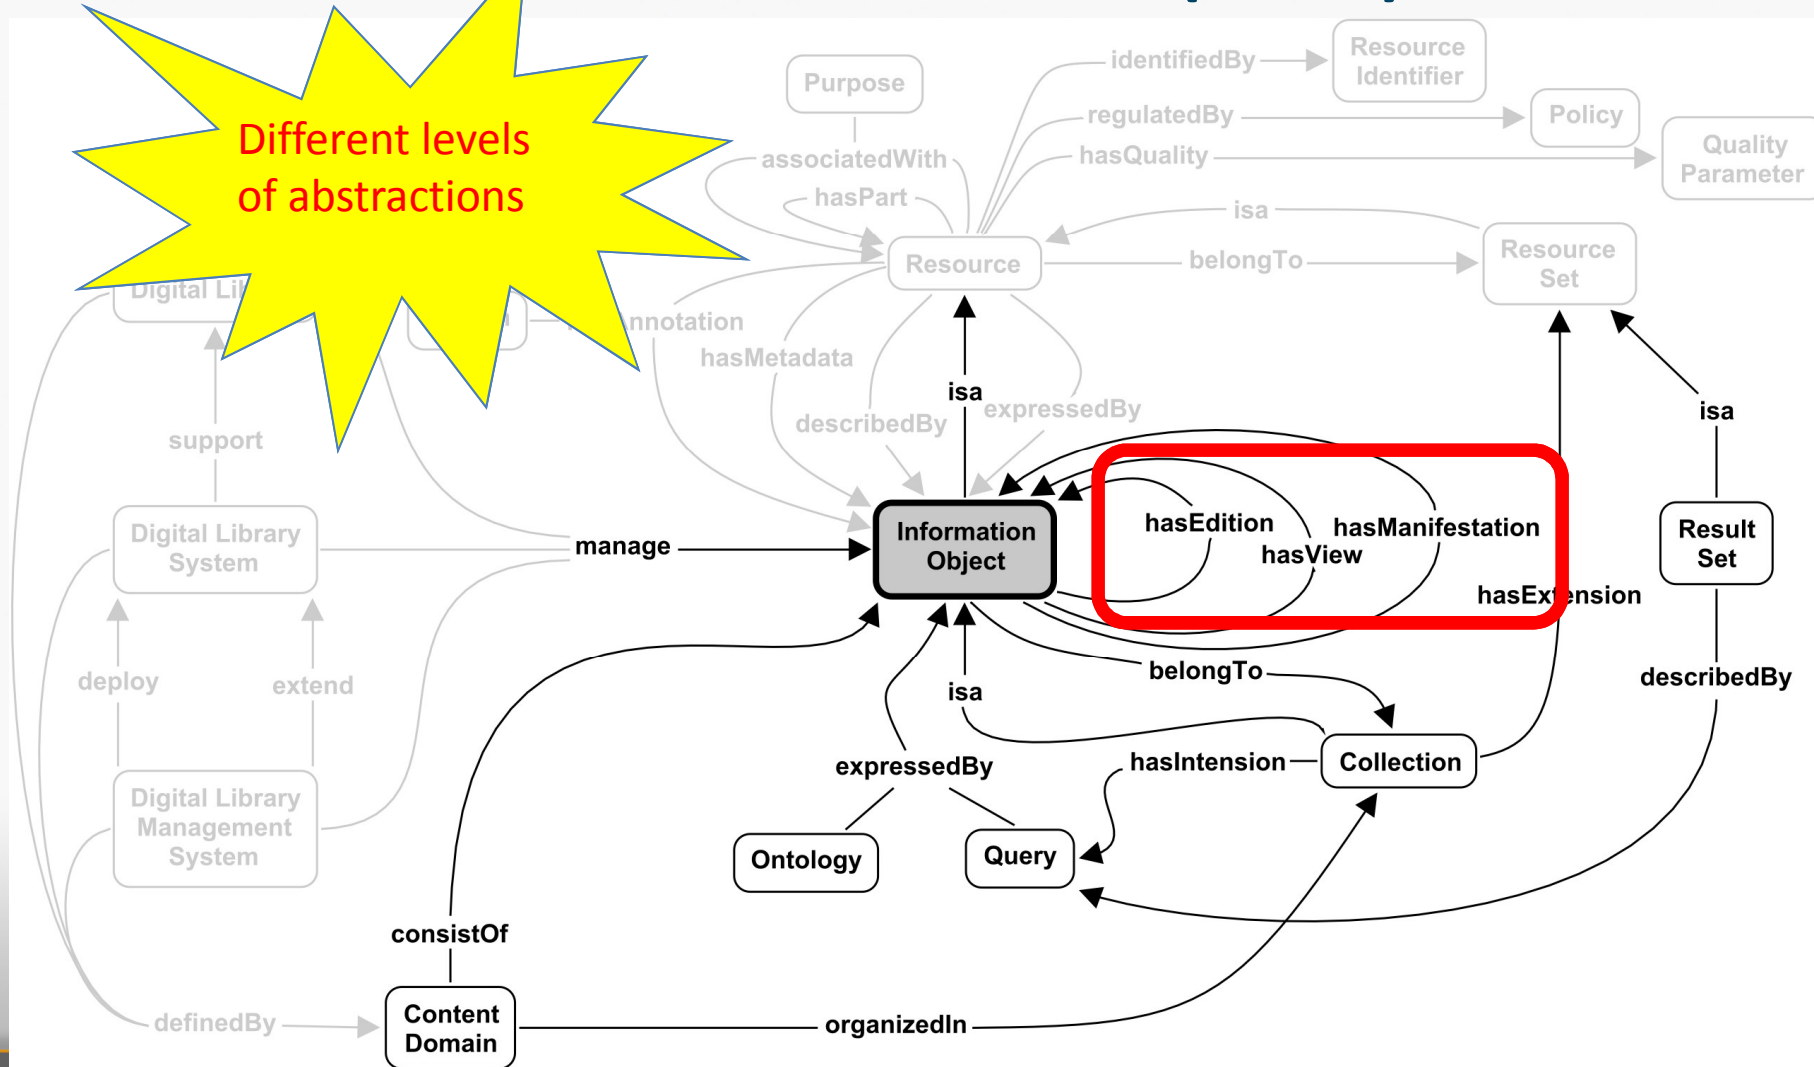 Resource
Identifier
identifiedBy
Purpose
regulatedBy
Policy
Different levels
of abstractions
associatedWith
hasQuality
Quality
Parameter
hasPart
isa
Resource
belongTo
Resource
Set
Digital
hasMetadata
isa
expressedBy
isa
describedBy
support
Information
Object
hasEdition
hasView
hasManifestation
Result
Set
Digital Library
System
manage
hasExtension
deploy
extend
isa
belongTo
describedBy
expressedBy
hasIntension
Collection
Digital Library
Management
System
Ontology
Query
consistOf
definedBy
Content
Domain
organizedIn